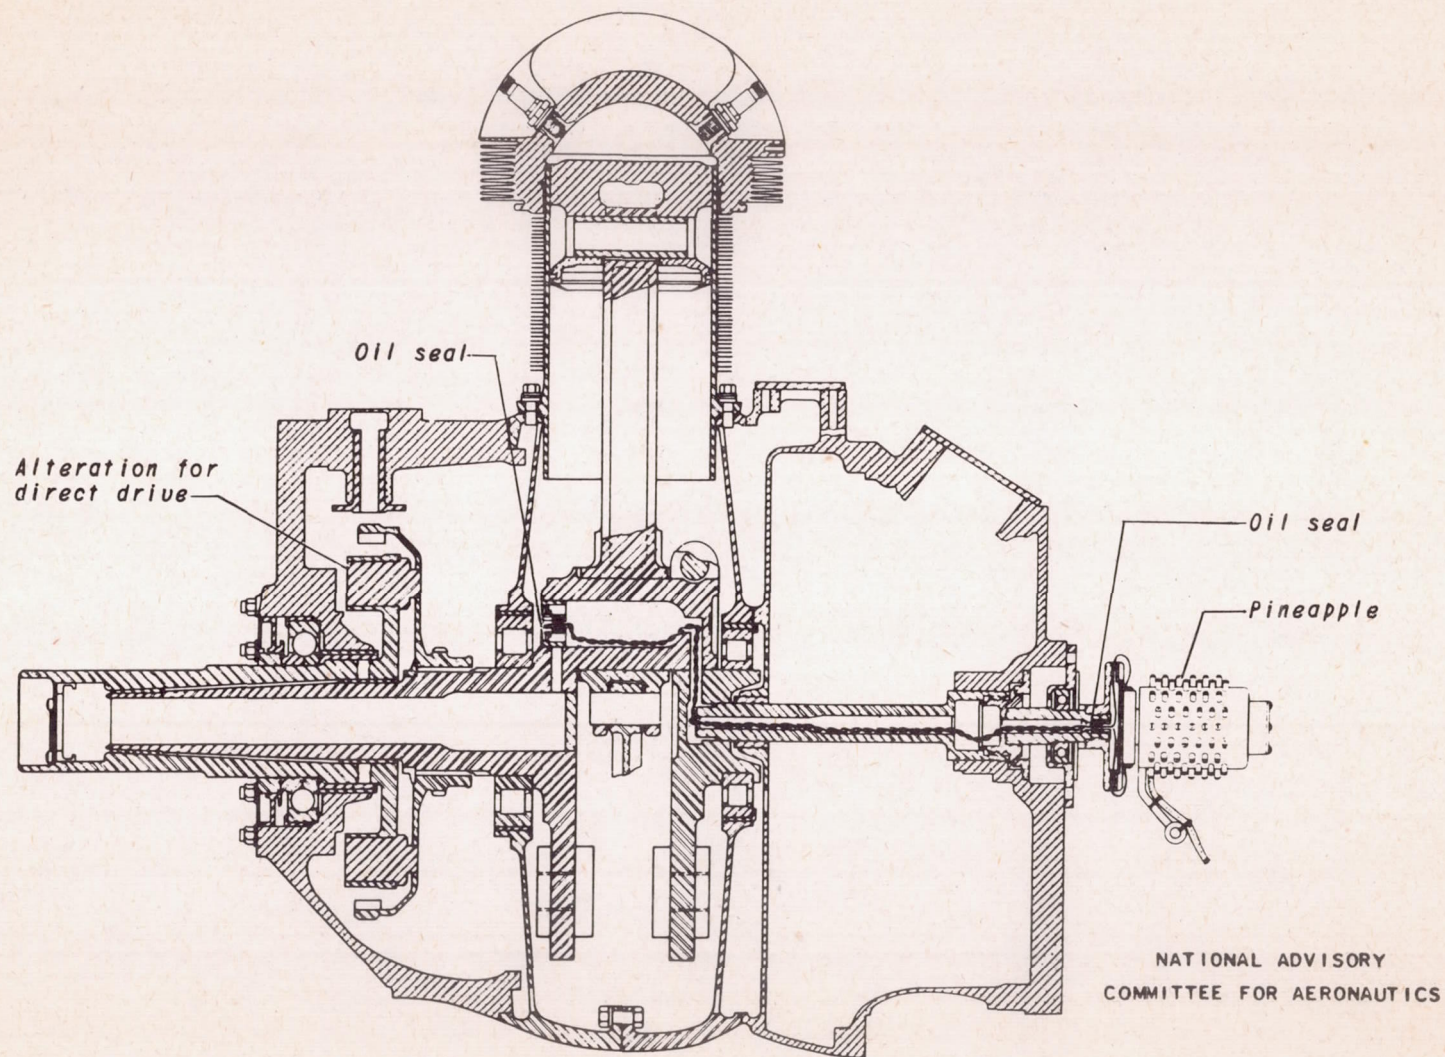 Oil seal
Alteration for
direct drive
Oil seal
Pineapple
NATIONAL ADVISORY
COMMITTEE FOR AERONAUTICS